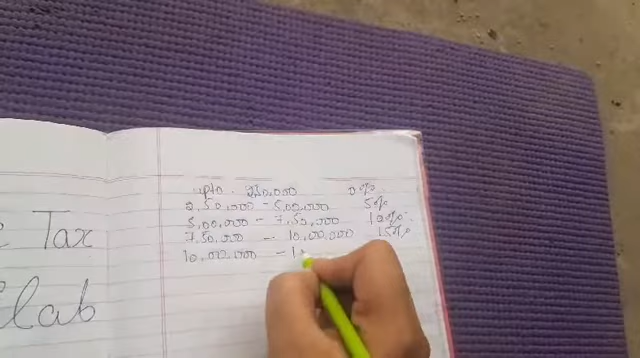 Tax
upto. 2,50,000 0%
2,50,000 - 5,00,000 5%
5,00,000 - 7,50,000 10%.
7,50,000 - 10,00,000 15%
10,00,000 - 1